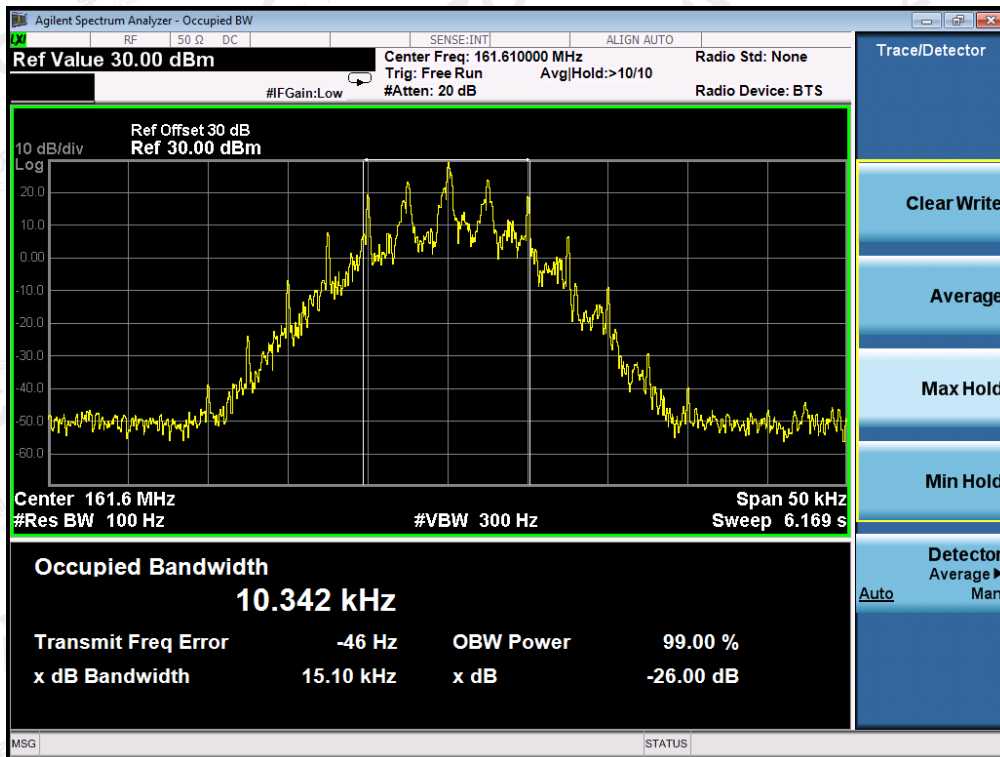 Agilent Spectrum Analyzer - Occupied BW
LXI
RF
50 Ω
DC
SENSE:INT
ALIGN AUTO
Ref Value 30.00 dBm
Center Freq: 161.610000 MHz
Radio Std: None
Trig: Free Run
Avg|Hold:>10/10
#IFGain:Low
#Atten: 20 dB
Radio Device: BTS
Ref Offset 30 dB
10 dB/div
Ref 30.00 dBm
Log
20.0
10.0
0.00
-10.0
-20.0
-30.0
-40.0
-50.0
-60.0
Center 161.6 MHz
Span 50 kHz
#Res BW 100 Hz
#VBW 300 Hz
Sweep 6.169 s
Occupied Bandwidth
10.342 kHz
Transmit Freq Error
-46 Hz
OBW Power
99.00 %
x dB Bandwidth
15.10 kHz
x dB
-26.00 dB
MSG
STATUS
Trace/Detector
Clear Write
Average
Max Hold
Min Hold
Detector
Average
Auto
Man